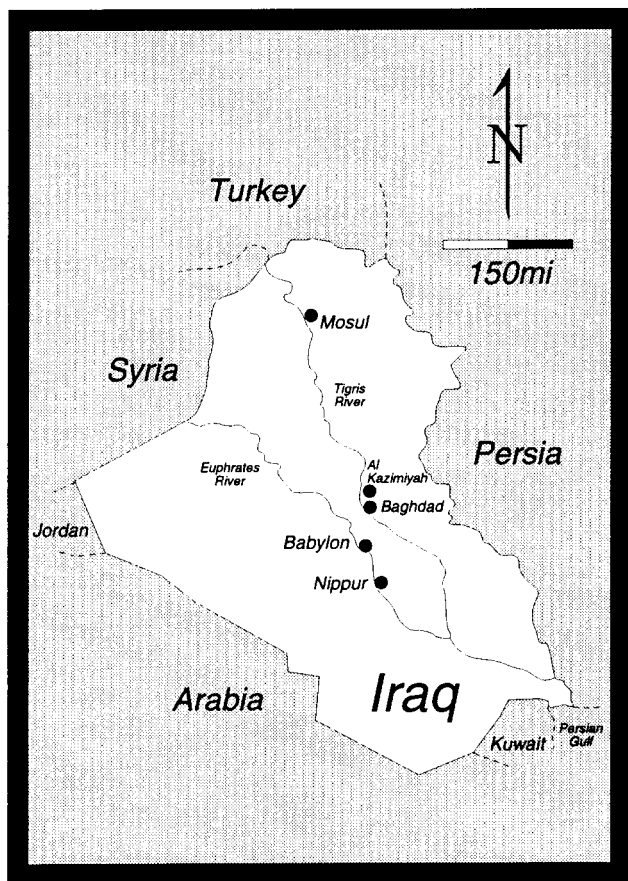 N
Turkey
150mi
Mosul
Syria
Tigris
River
Persia
Euphrates
River
Al
Kazimiyah
Baghdad
Jordan
Babylon
Nippur
Arabia
Iraq
Kuwait
Persian
Gulf